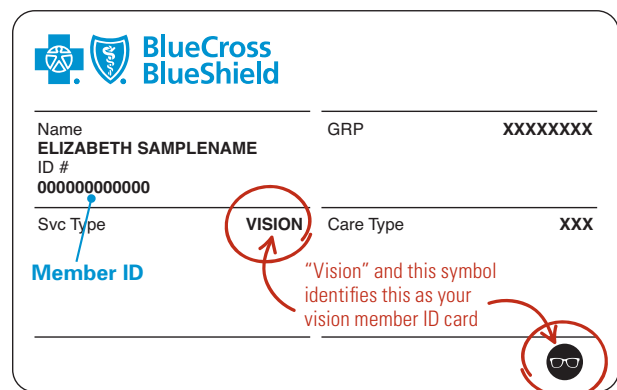 BlueCross
BlueShield
Name
ELIZABETH SAMPLENAME
ID #
000000000000
GRP XXXXXXXX
Svc Type VISION
Care Type XXX
Member ID
“Vision” and this symbol
identifies this as your
vision member ID card